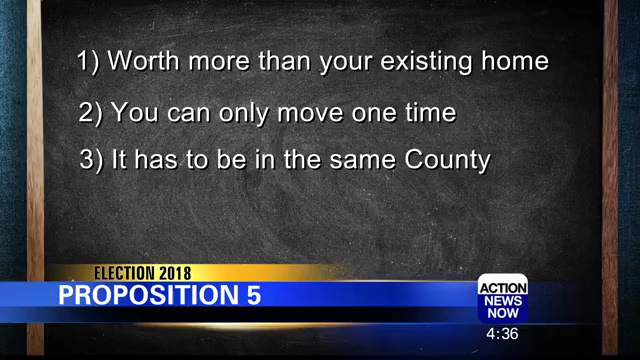 1) Worth more than your existing home
2) You can only move one time
3) It has to be in the same County
ELECTION 2018
PROPOSITION 5
ACTION
NEWS
NOW
4:36